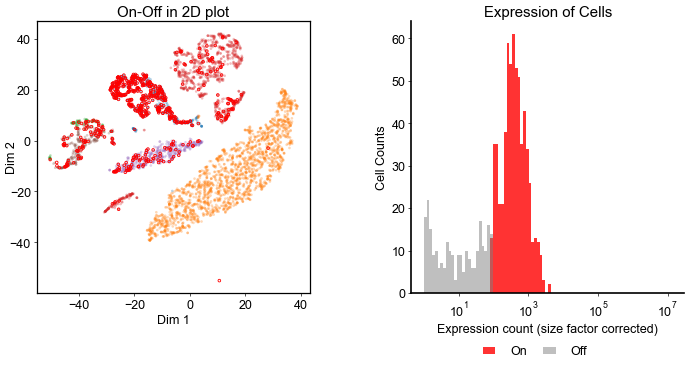 On-Off in 2D plot
40
20
0
−20
−40
Dim 2
−40 −20 0 20 40
Dim 1
Expression of Cells
60
50
40
30
20
10
0
Cell Counts
10^1 10^3 10^5 10^7
Expression count (size factor corrected)
On Off